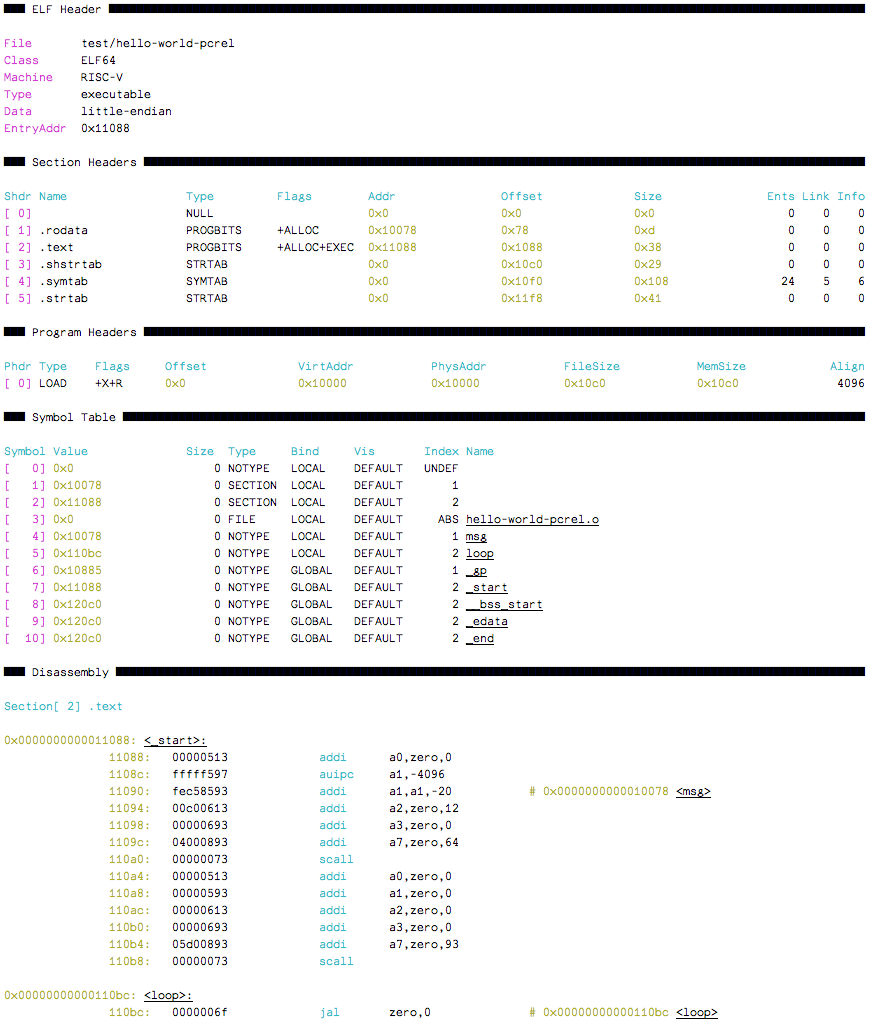 ELF Header
File test/hello-world-pcrel
Class ELF64
Machine RISC-V
Type executable
Data little-endian
EntryAddr 0x11088
Section Headers
Shdr Name Type Flags Addr Offset Size Ents Link Info
[ 0] NULL 0x0 0x0 0x0 0 0 0
[ 1] .rodata PROGBITS +ALLOC 0x10078 0x78 0xd 0 0 0
[ 2] .text PROGBITS +ALLOC+EXEC 0x11088 0x1088 0x38 0 0 0
[ 3] .shstrtab STRTAB 0x0 0x10c0 0x29 0 0 0
[ 4] .symtab SYMTAB 0x0 0x10f0 0x108 24 5 6
[ 5] .strtab STRTAB 0x0 0x11f8 0x41 0 0 0
Program Headers
Phdr Type Flags Offset VirtAddr PhysAddr FileSize MemSize Align
[ 0] LOAD +X+R 0x0 0x10000 0x10000 0x10c0 0x10c0 4096
Symbol Table
Symbol Value Size Type Bind Vis Index Name
[ 0] 0x0 0 NOTYPE LOCAL DEFAULT UNDEF
[ 1] 0x10078 0 SECTION LOCAL DEFAULT 1
[ 2] 0x11088 0 SECTION LOCAL DEFAULT 2
[ 3] 0x0 0 FILE LOCAL DEFAULT ABS hello-world-pcrel.o
[ 4] 0x10078 0 NOTYPE LOCAL DEFAULT 1 msg
[ 5] 0x110bc 0 NOTYPE LOCAL DEFAULT 2 loop
[ 6] 0x10885 0 NOTYPE GLOBAL DEFAULT 1 _gp
[ 7] 0x11088 0 NOTYPE GLOBAL DEFAULT 2 _start
[ 8] 0x120c0 0 NOTYPE GLOBAL DEFAULT 2 __bss_start
[ 9] 0x120c0 0 NOTYPE GLOBAL DEFAULT 2 _edata
[ 10] 0x120c0 0 NOTYPE GLOBAL DEFAULT 2 _end
Disassembly
Section[ 2] .text
0x0000000000011088: <_start>:
11088: 00000513 addi a0,zero,0
1108c: fffff597 auipc a1,-4096
11090: fec58593 addi a1,a1,-20 # 0x0000000000010078 <msg>
11094: 00c00613 addi a2,zero,12
11098: 00000693 addi a3,zero,0
1109c: 04000893 addi a7,zero,64
110a0: 00000073 scall
110a4: 00000513 addi a0,zero,0
110a8: 00000593 addi a1,zero,0
110ac: 00000613 addi a2,zero,0
110b0: 00000693 addi a3,zero,0
110b4: 05d00893 addi a7,zero,93
110b8: 00000073 scall
0x00000000000110bc: <loop>:
110bc: 0000006f jal zero,0 # 0x00000000000110bc <loop>